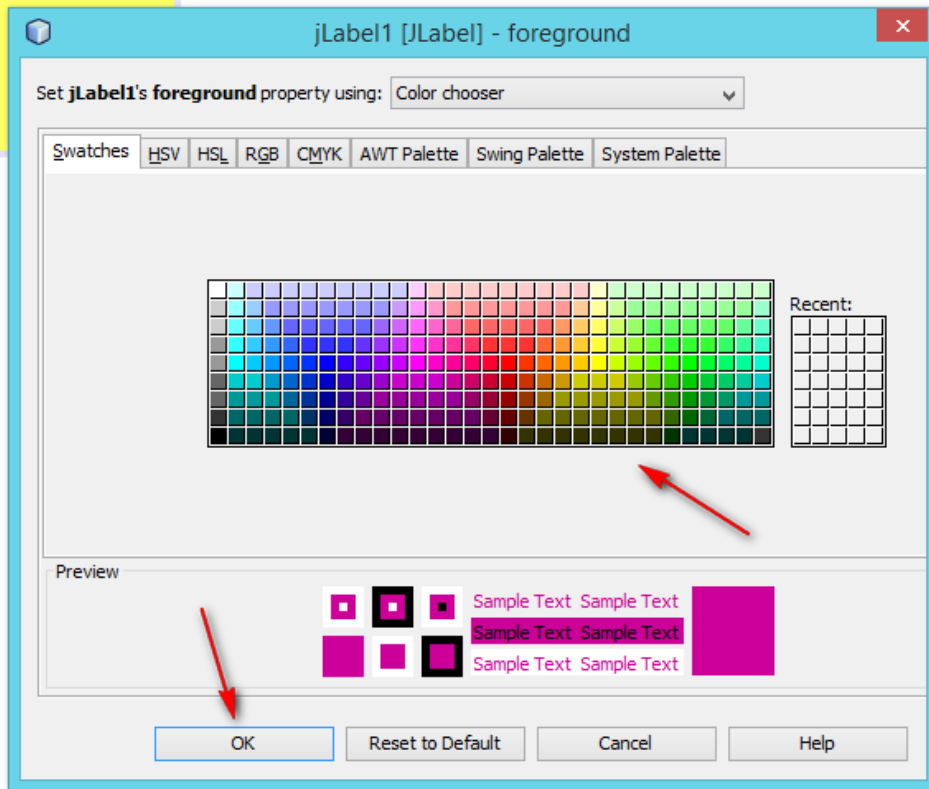 jLabel1 [JLabel] - foreground
Set jLabel1's foreground property using: Color chooser
Swatches HSV HSL RGB CMYK AWT Palette Swing Palette System Palette
Recent:
Preview
Sample Text Sample Text
Sample Text Sample Text
Sample Text Sample Text
OK Reset to Default Cancel Help